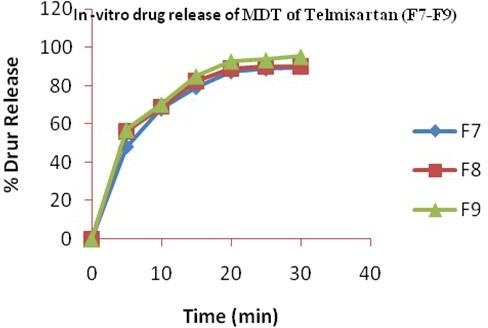 In-vitro drug release of MDT of Telmisartan (F7-F9)
120
100
80
60
40
20
0
% Drur Release
0 10 20 30 40
Time (min)
F7
F8
F9